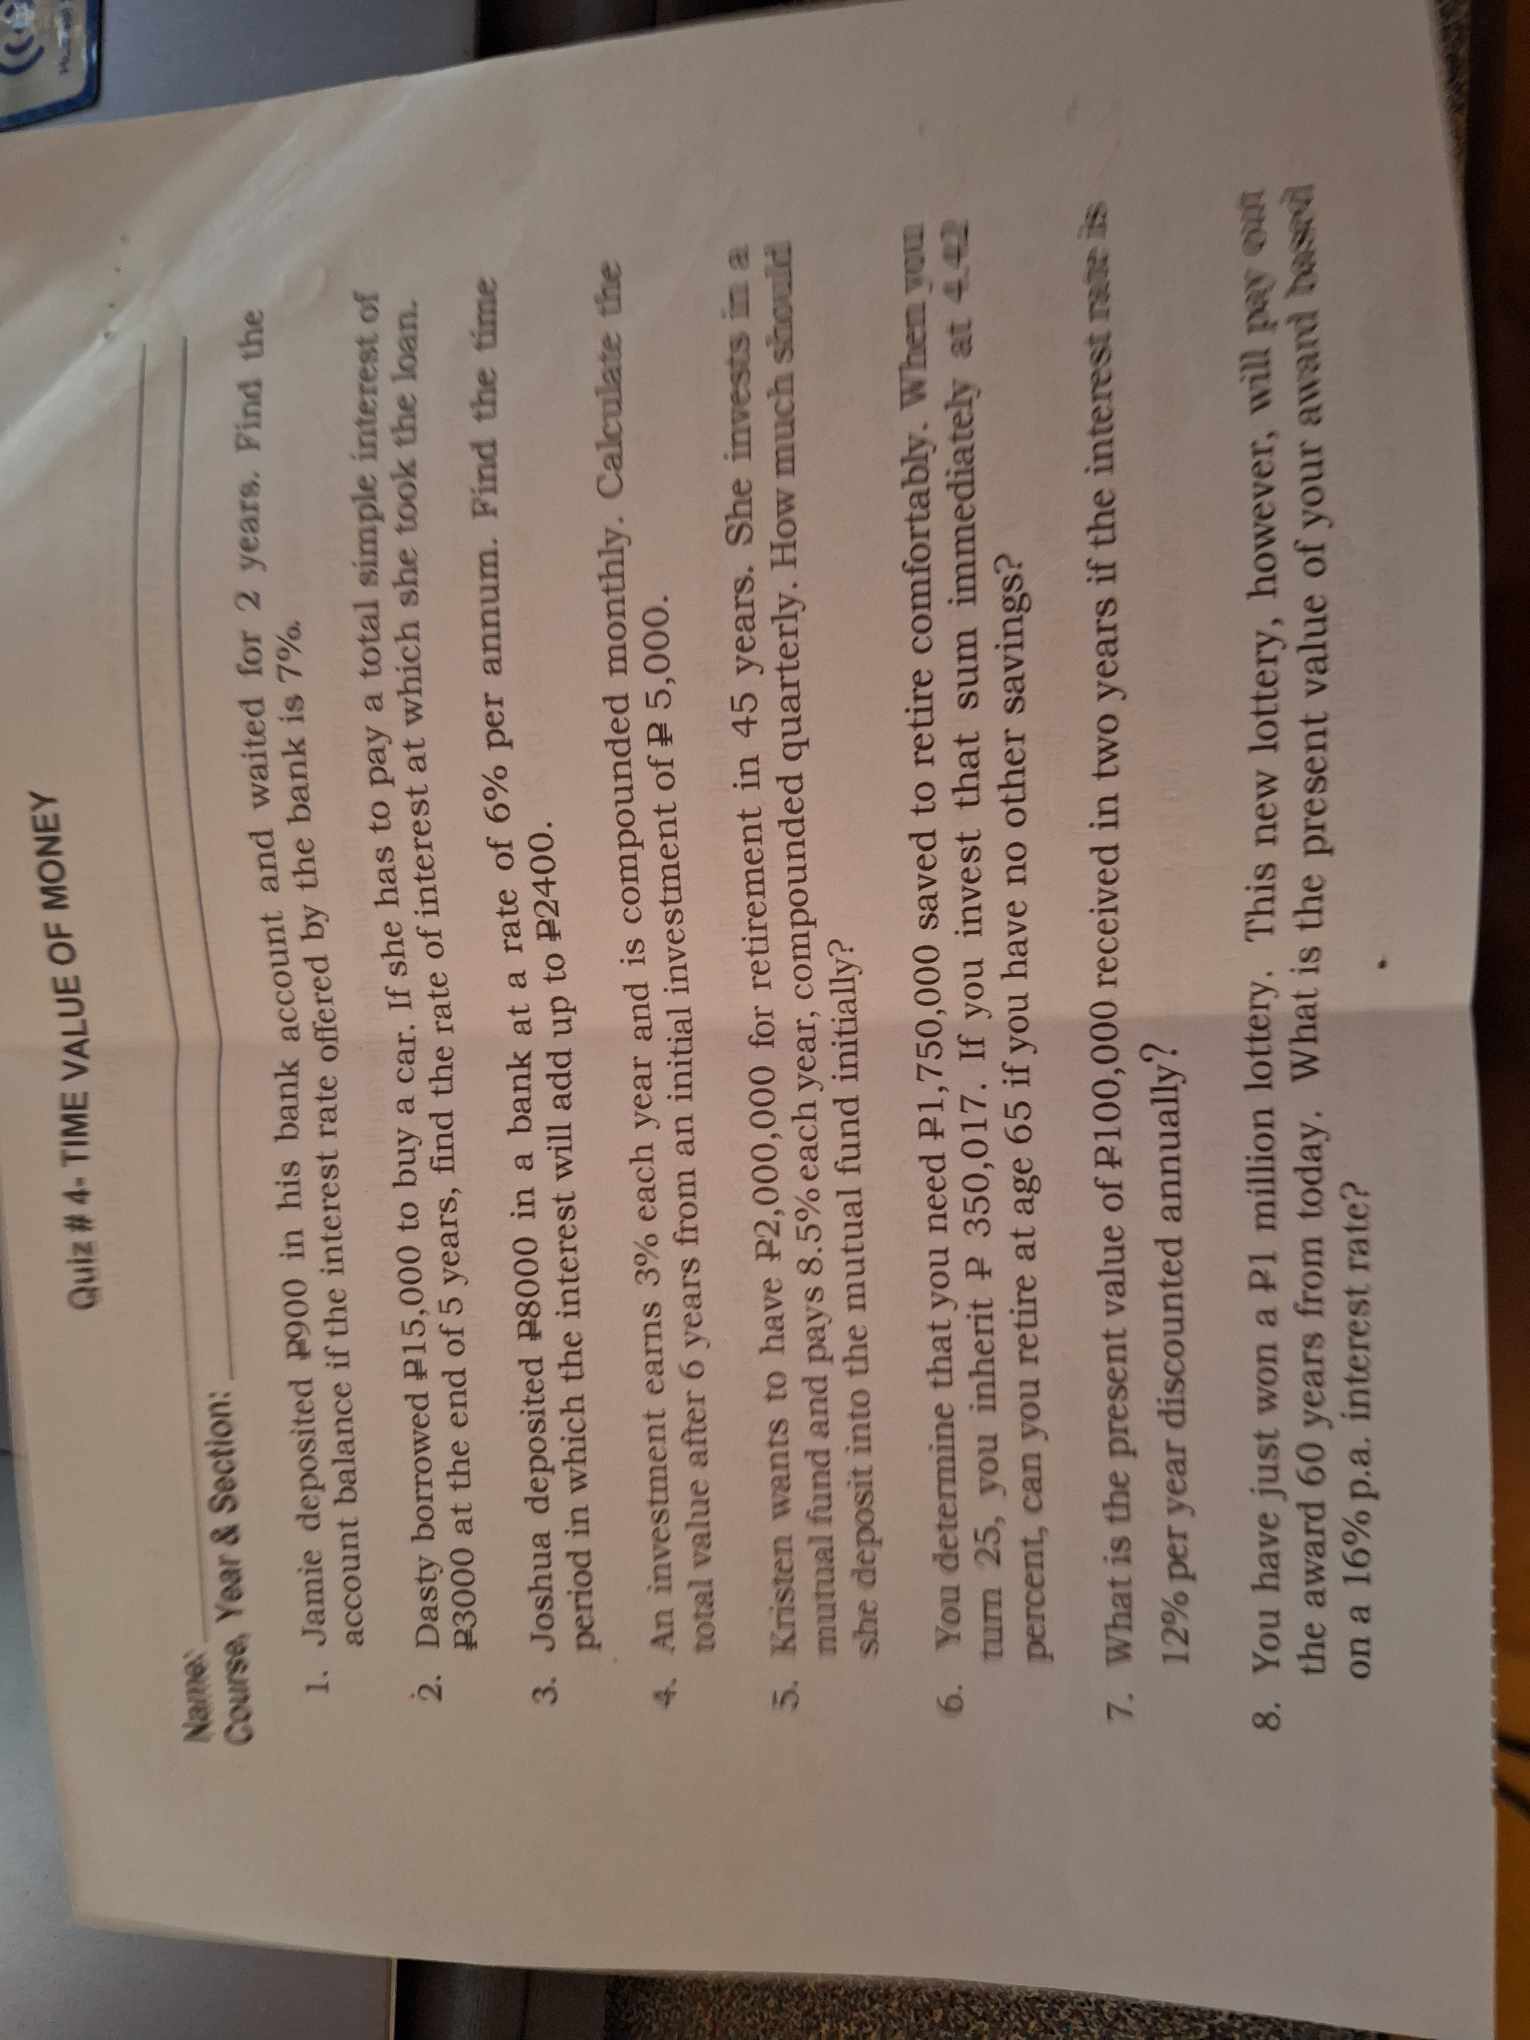 Quiz # 4- TIME VALUE OF MONEY
Name:
Course, Year & Section:
1. Jamie deposited ₱900 in his bank account and waited for 2 years. Find the
account balance if the interest rate offered by the bank is 7%.
2. Dasty borrowed ₱15,000 to buy a car. If she has to pay a total simple interest of
₱3000 at the end of 5 years, find the rate of interest at which she took the loan.
3. Joshua deposited ₱8000 in a bank at a rate of 6% per annum. Find the time
period in which the interest will add up to ₱2400.
4. An investment earns 3% each year and is compounded monthly. Calculate the
total value after 6 years from an initial investment of ₱ 5,000.
5. Kristen wants to have ₱2,000,000 for retirement in 45 years. She invests in a
mutual fund and pays 8.5% each year, compounded quarterly. How much should
she deposit into the mutual fund initially?
6. You determine that you need ₱1,750,000 saved to retire comfortably. When you
turn 25, you inherit ₱ 350,017. If you invest that sum immediately at 4.42
percent, can you retire at age 65 if you have no other savings?
7. What is the present value of ₱100,000 received in two years if the interest rate is
12% per year discounted annually?
8. You have just won a ₱1 million lottery. This new lottery, however, will pay out
the award 60 years from today. What is the present value of your award based
on a 16% p.a. interest rate?